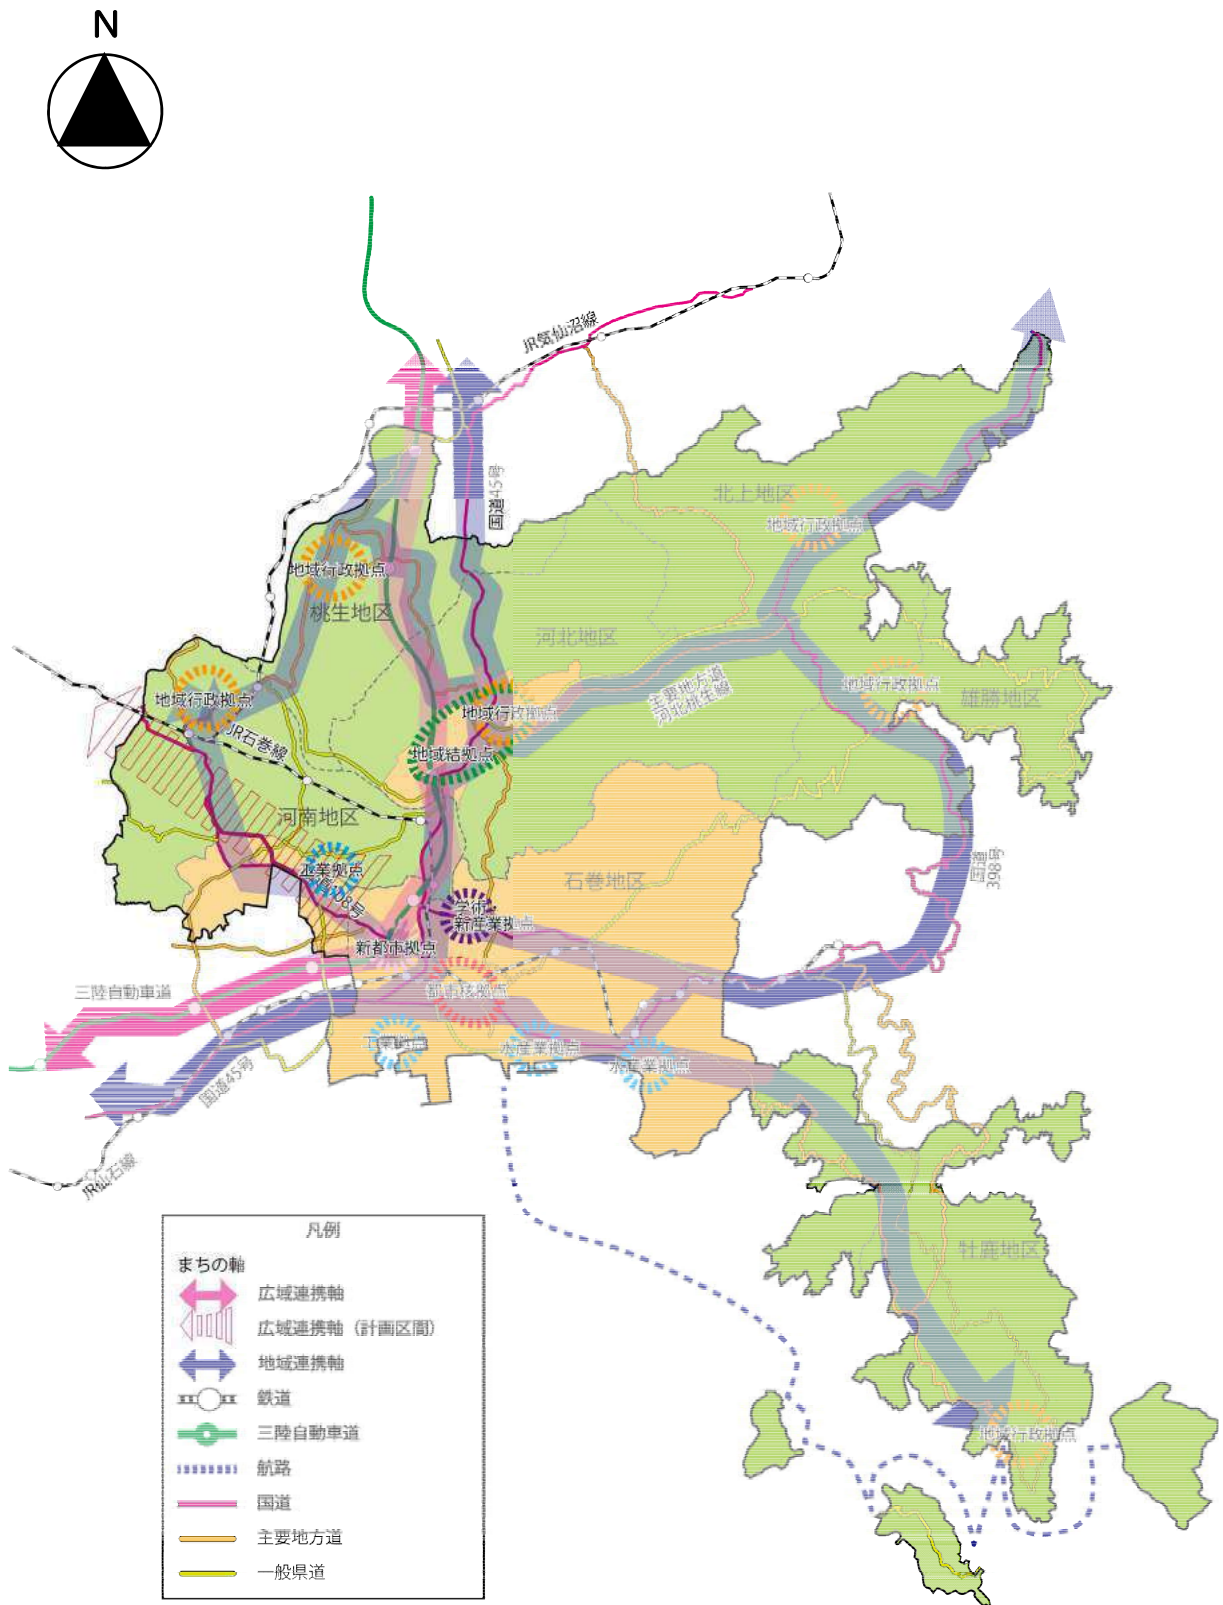 N
JR気仙沼線
国道45号
北上地区
地域行政拠点
地域行政拠点
桃生地区
河北地区
主要地方道
河北桃生線
地域行政拠点
雄勝地区
地域行政拠点
地域行政拠点
JR石巻線
地域結拠点
河南地区
国道
398号
工業拠点
石巻地区
108号
学術
新産業拠点
新都市拠点
三陸自動車道
都市核拠点
工業拠点
水産業拠点
水産業拠点
国道45号
JR仙石線
牡鹿地区
地域行政拠点
凡例
まちの軸
広域連携軸
広域連携軸（計画区間）
地域連携軸
鉄道
三陸自動車道
航路
国道
主要地方道
一般県道